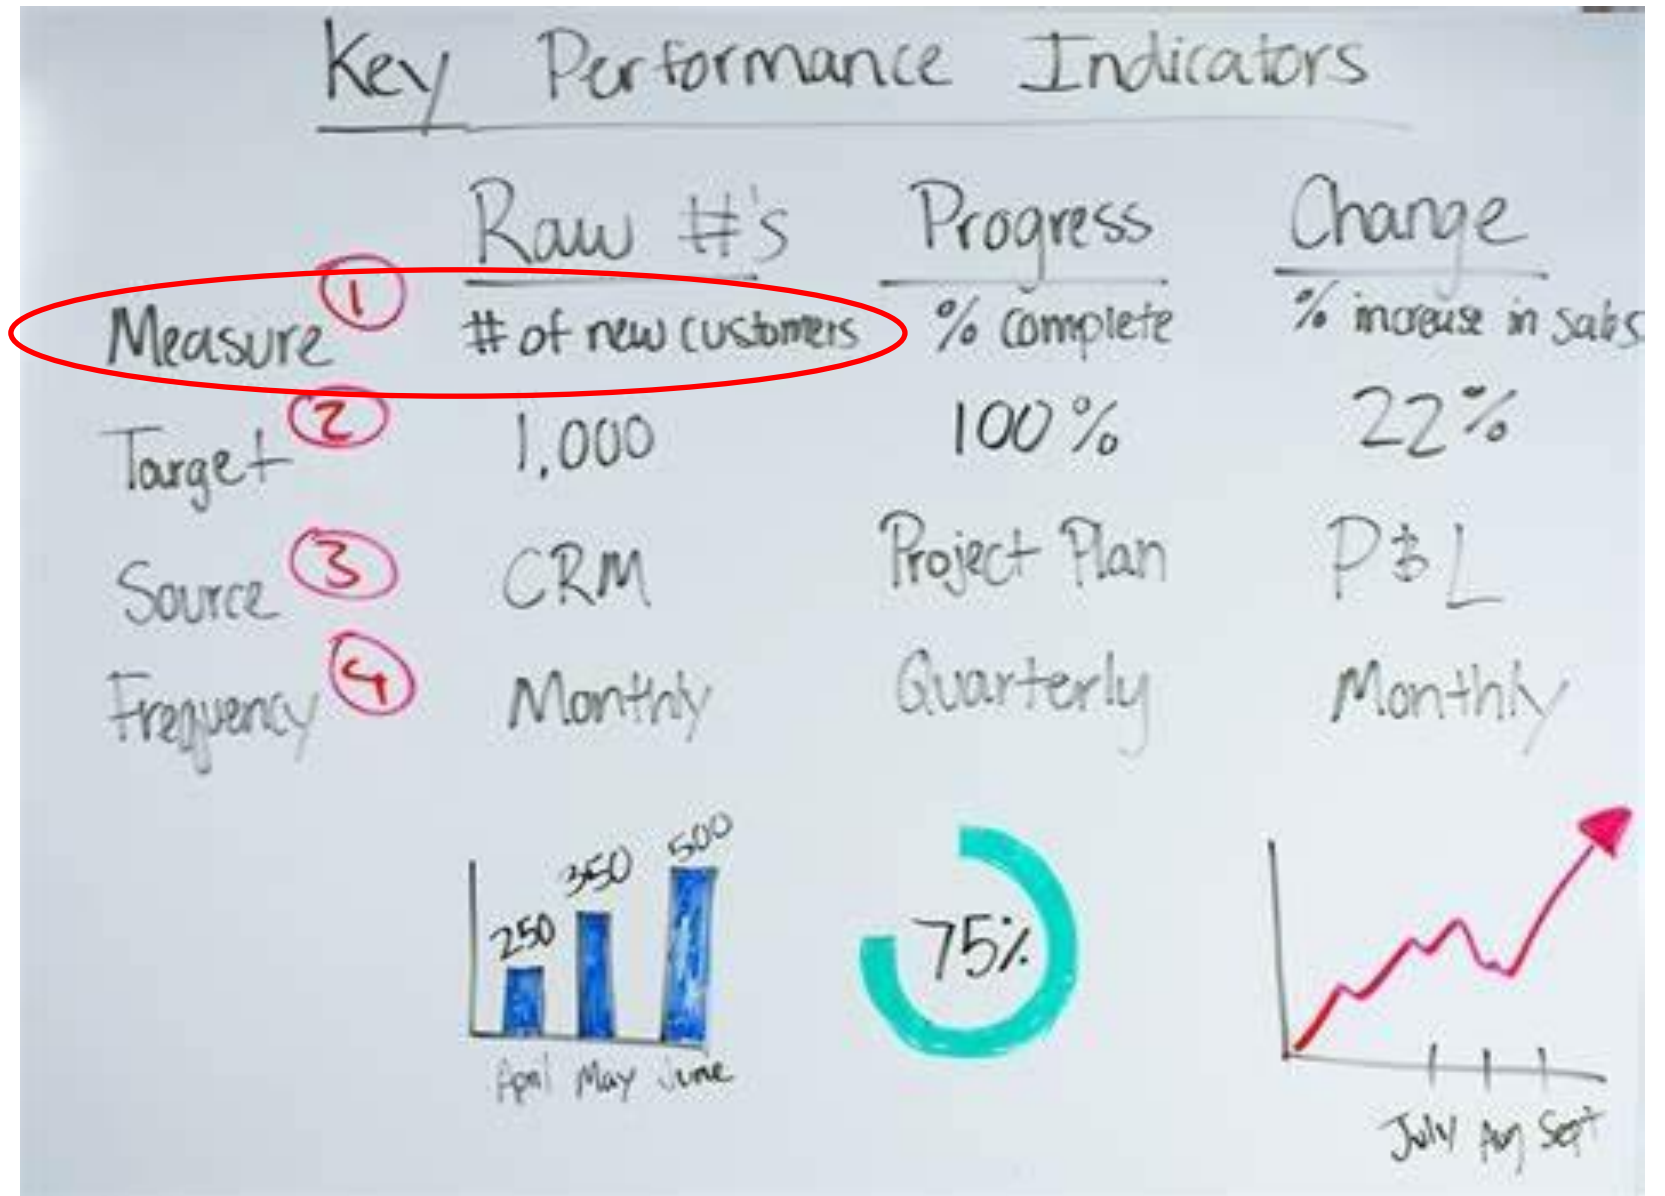 Key Performance Indicators
Raw #'s Progress Change
Measure 1 # of new customers % complete % increase in sales
Target 2 1,000 100% 22%
Source 3 CRM Project Plan P&L
Frequency 4 Monthly Quarterly Monthly
250 350 500
75%
April May June
July Aug Sept